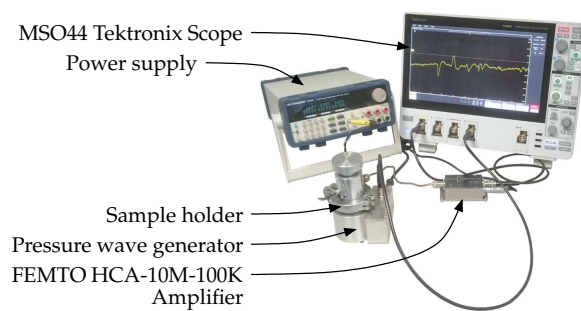 MSO44 Tektronix Scope
Power supply
Sample holder
Pressure wave generator
FEMTO HCA-10M-100K
Amplifier